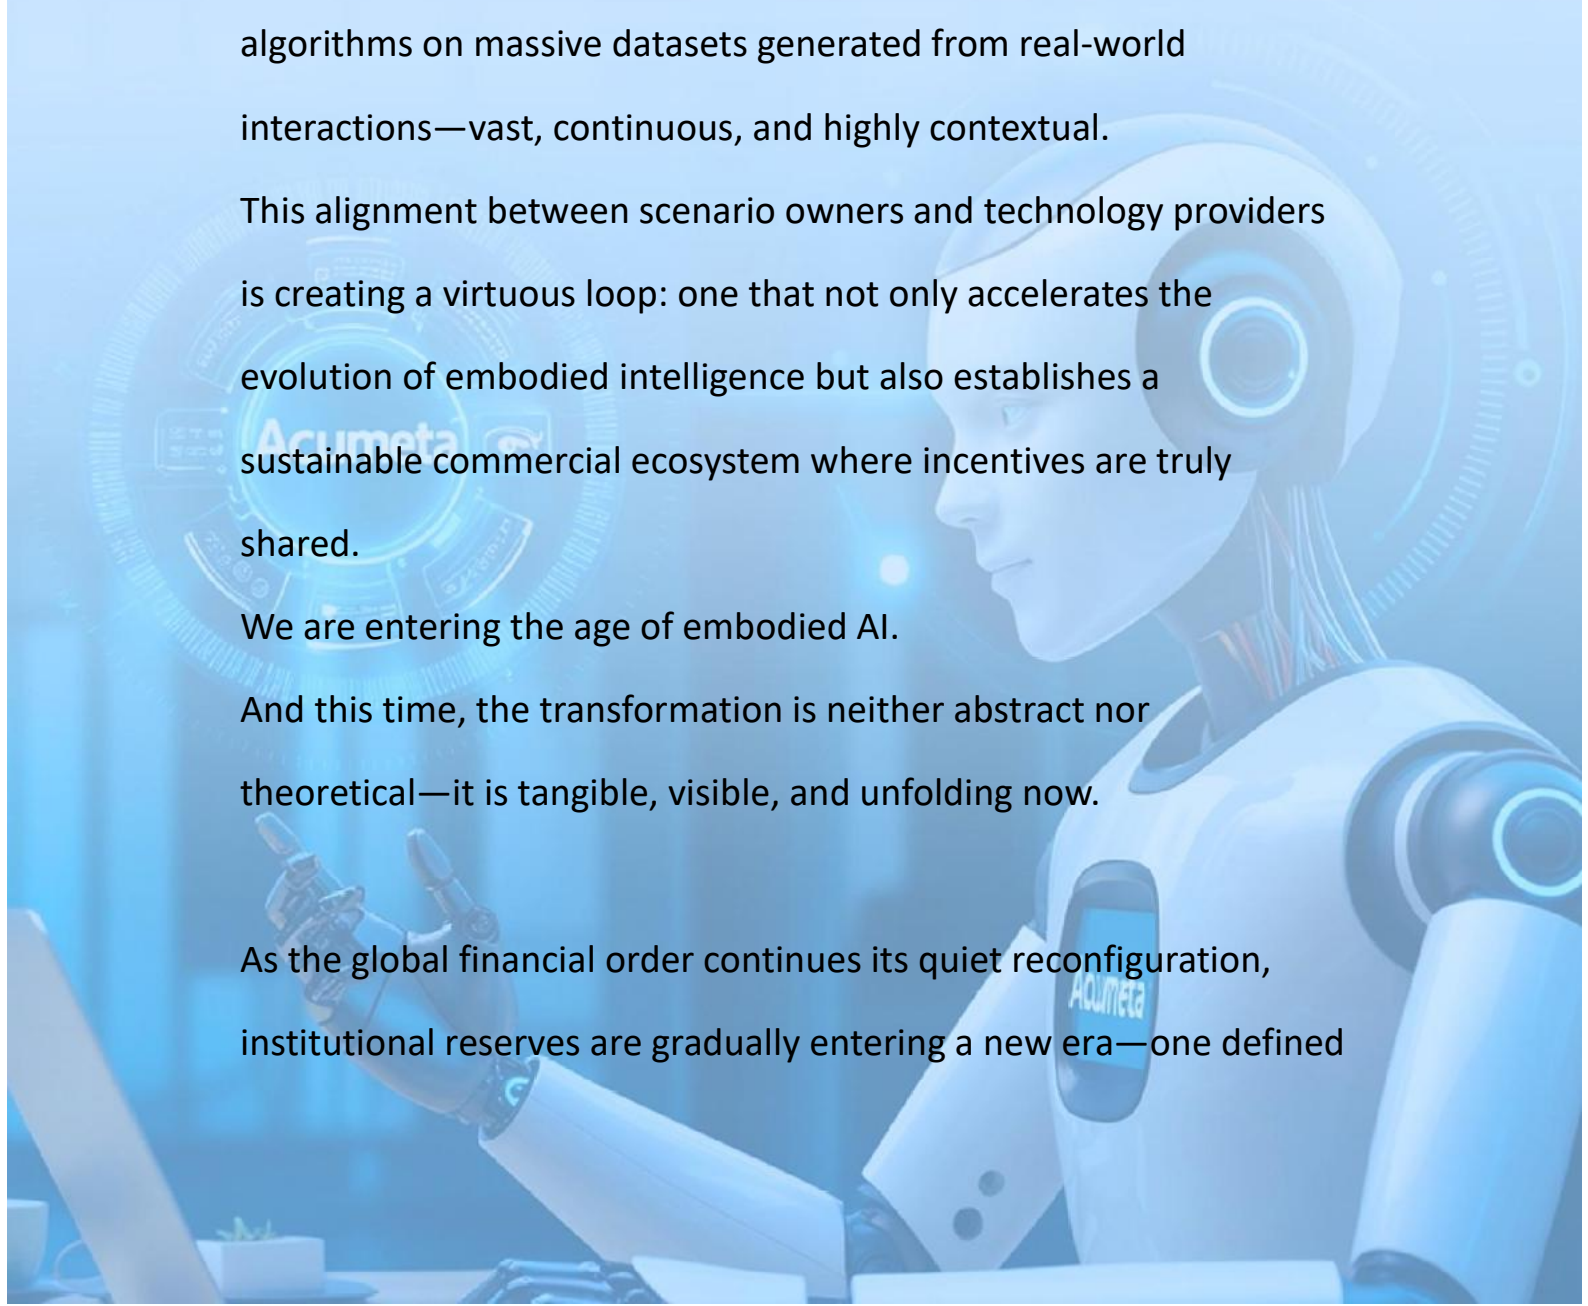 algorithms on massive datasets generated from real-world
interactions—vast, continuous, and highly contextual.
This alignment between scenario owners and technology providers
is creating a virtuous loop: one that not only accelerates the
evolution of embodied intelligence but also establishes a
Acumeta
sustainable commercial ecosystem where incentives are truly
shared.
We are entering the age of embodied AI.
And this time, the transformation is neither abstract nor
theoretical—it is tangible, visible, and unfolding now.
As the global financial order continues its quiet reconfiguration,
Acumeta
institutional reserves are gradually entering a new era—one defined